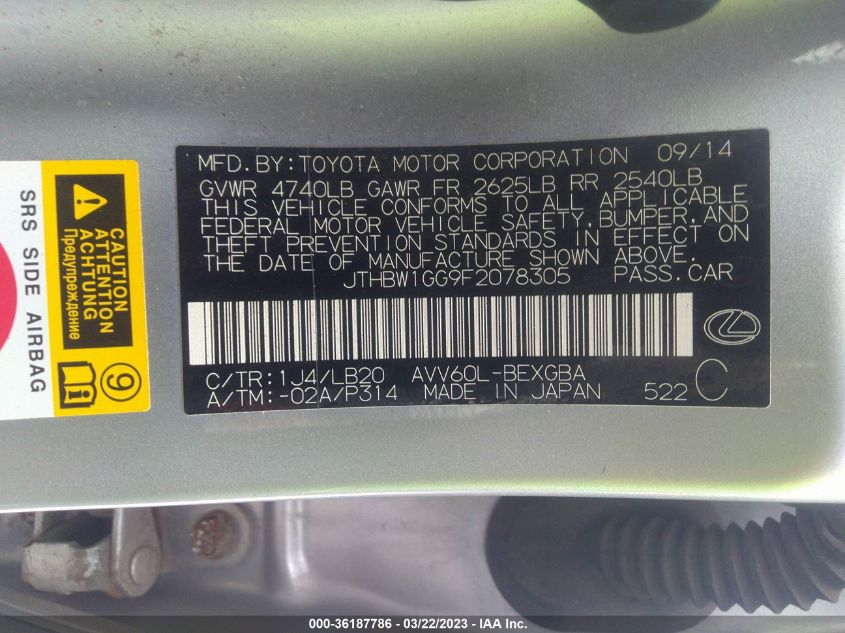 MFD.BY:TOYOTA MOTOR CORPORATION 09/14
GVWR 4740LB GAWR FR 2625LB RR 2540LB
THIS VEHICLE CONFORMS TO ALL APPLICABLE
FEDERAL MOTOR VEHICLE SAFETY,BUMPER,AND
THEFT PREVENTION STANDARDS IN EFFECT ON
THE DATE OF MANUFACTURE SHOWN ABOVE.
JTHBW1GG9F2078305 PASS.CAR
C/TR:1J4/LB20 AVV60L-BEXGBA
A/TM:-02A/P314 MADE IN JAPAN 522 C
SRS SIDE AIRBAG
CAUTION
ATTENTION
ACHTUNG
Предупреждение
9
000-36187786 - 03/22/2023 - IAA, Inc.